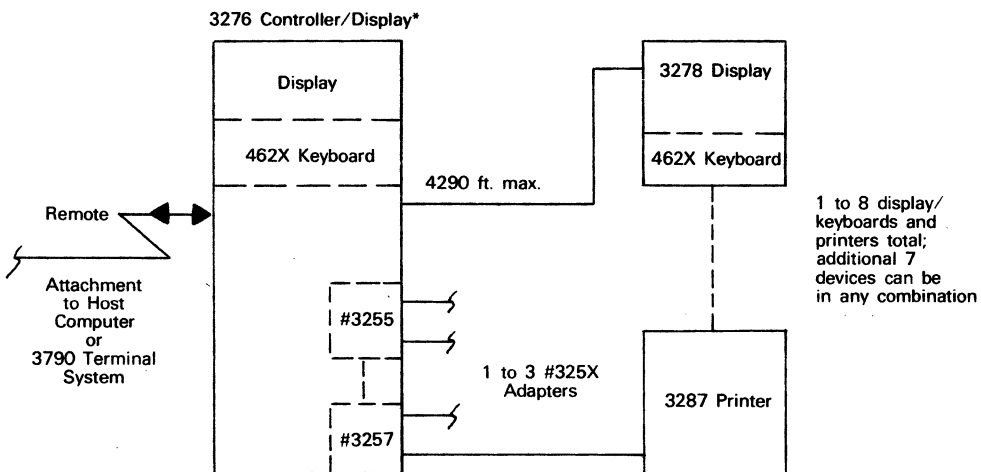 3276 Controller/Display*
Display
462X Keyboard
4290 ft. max.
3278 Display
462X Keyboard
Remote
Attachment
to Host
Computer
or
3790 Terminal
System
#3255
#3257
1 to 3 #325X
Adapters
3287 Printer
1 to 8 display/
keyboards and
printers total;
additional 7
devices can be
in any combination